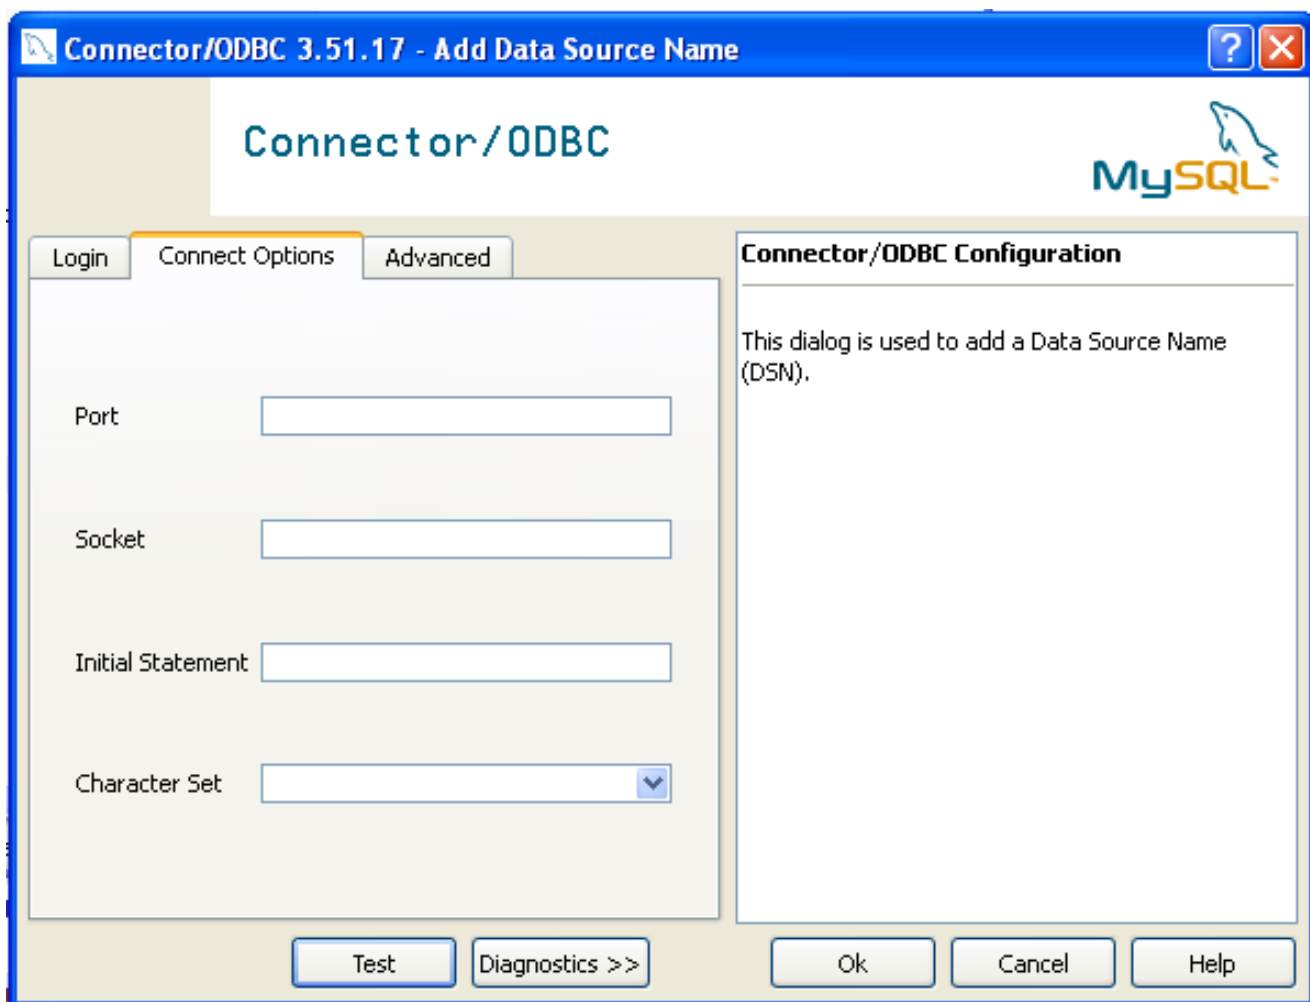 Connector/ODBC 3.51.17 - Add Data Source Name
?
Connector/ODBC
MySQL
Login
Connect Options
Advanced
Port
Socket
Initial Statement
Character Set
Connector/ODBC Configuration
This dialog is used to add a Data Source Name
(DSN).
Test
Diagnostics >>
Ok
Cancel
Help